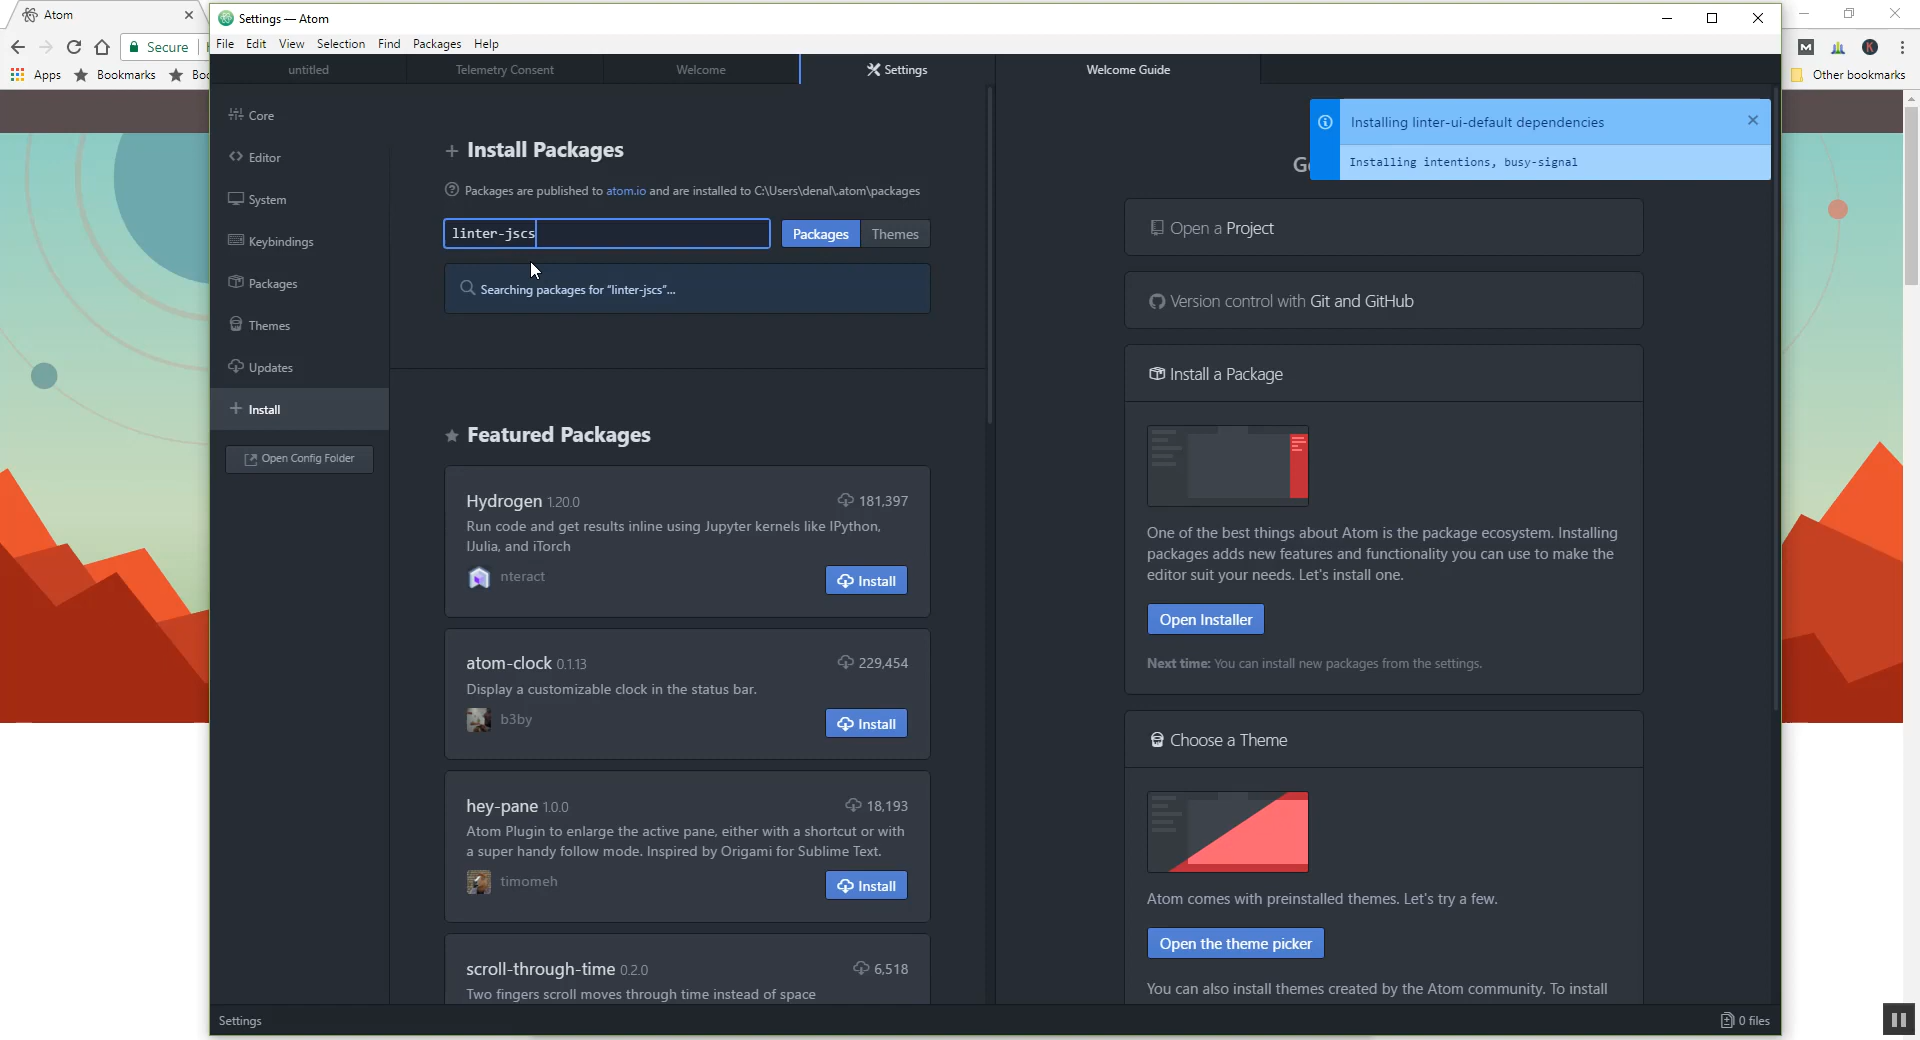 Atom
Settings — Atom
Secure
File Edit View Selection Find Packages Help
Apps Bookmarks
Other bookmarks
untitled Telemetry Consent Welcome Settings Welcome Guide
Core
Editor
System
Keybindings
Packages
Themes
Updates
Install
Open Config Folder
Install Packages
Packages are published to atom.io and are installed to C:\Users\denal\.atom\packages
linter-jscs
Packages Themes
Searching packages for “linter-jscs”...
Featured Packages
Hydrogen 1.20.0 181,397
Run code and get results inline using Jupyter kernels like IPython,
IJulia, and iTorch
nteract
Install
atom-clock 0.1.13 229,454
Display a customizable clock in the status bar.
b3by
Install
hey-pane 1.0.0 18,193
Atom Plugin to enlarge the active pane, either with a shortcut or with
a super handy follow mode. Inspired by Origami for Sublime Text.
timomeh
Install
scroll-through-time 0.2.0 6,518
Two fingers scroll moves through time instead of space
Installing linter-ui-default dependencies
Installing intentions, busy-signal
Open a Project
Version control with Git and GitHub
Install a Package
One of the best things about Atom is the package ecosystem. Installing
packages adds new features and functionality you can use to make the
editor suit your needs. Let's install one.
Open Installer
Next time: You can install new packages from the settings.
Choose a Theme
Atom comes with preinstalled themes. Let's try a few.
Open the theme picker
You can also install themes created by the Atom community. To install
Settings
0 files